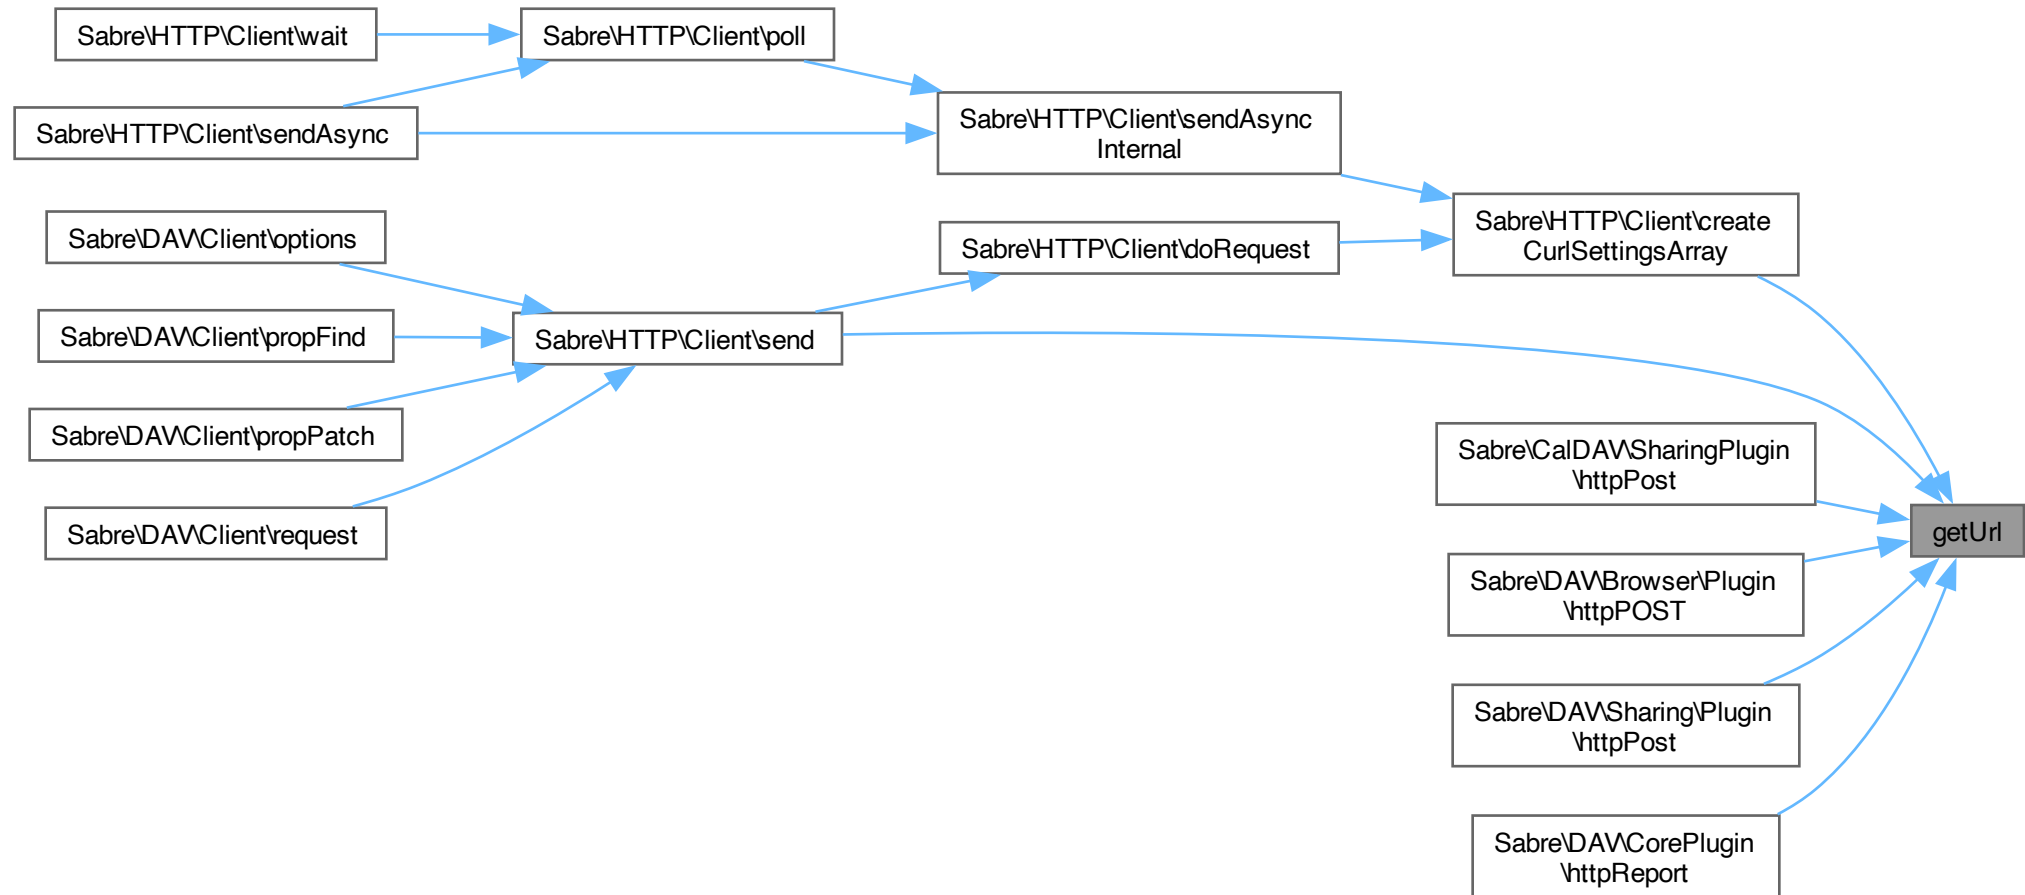 Sabre\HTTP\Client\wait
Sabre\HTTP\Client\poll
Sabre\HTTP\Client\sendAsync
Sabre\HTTP\Client\sendAsync
Internal
Sabre\DAV\Client\options
Sabre\HTTP\Client\doRequest
Sabre\HTTP\Client\create
CurlSettingsArray
Sabre\DAV\Client\propFind
Sabre\HTTP\Client\send
Sabre\DAV\Client\propPatch
Sabre\DAV\Client\request
Sabre\CalDAV\SharingPlugin
\httpPost
getUrl
Sabre\DAV\Browser\Plugin
\httpPOST
Sabre\DAV\Sharing\Plugin
\httpPost
Sabre\DAV\CorePlugin
\httpReport